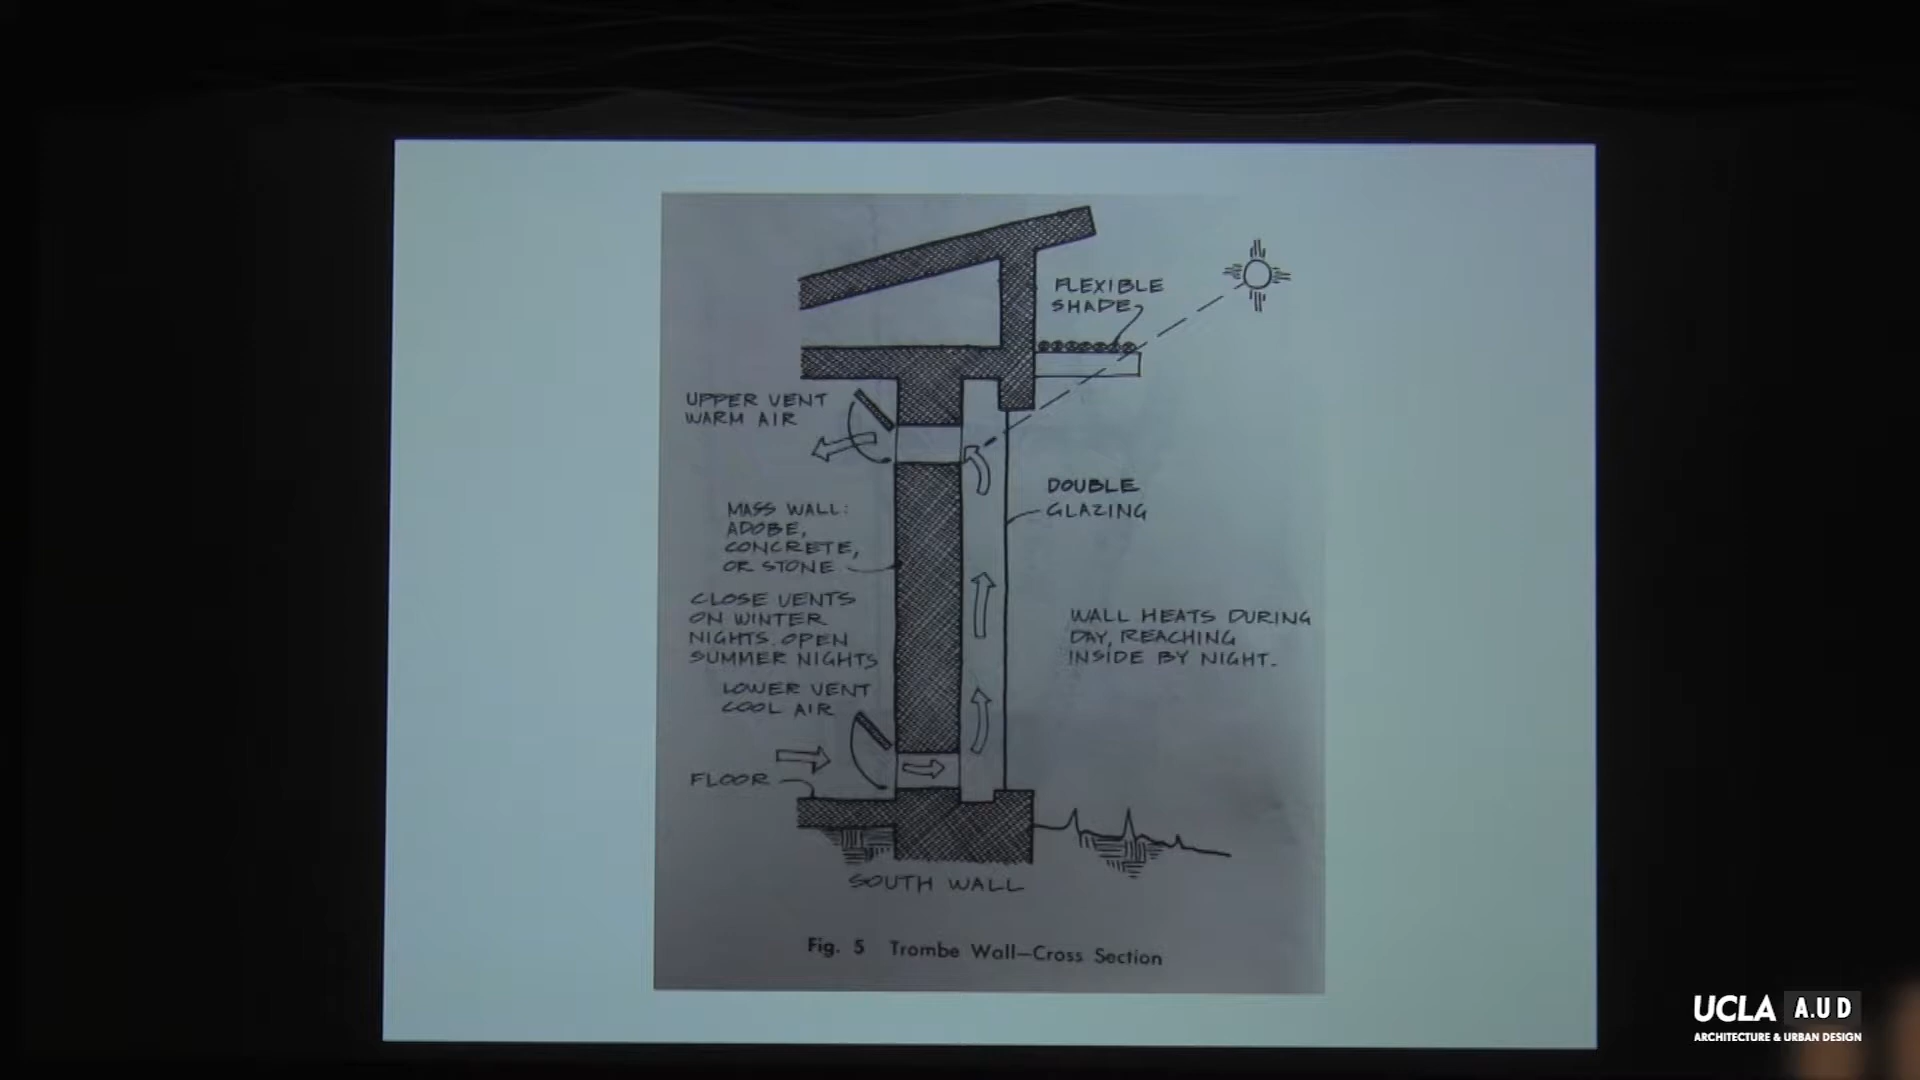 FLEXIBLE
SHADE
UPPER VENT
WARM AIR
DOUBLE
GLAZING
MASS WALL:
ADOBE,
CONCRETE,
OR STONE
CLOSE VENTS
ON WINTER
NIGHTS. OPEN
SUMMER NIGHTS
WALL HEATS DURING
DAY, REACHING
INSIDE BY NIGHT.
LOWER VENT
COOL AIR
FLOOR
SOUTH WALL
Fig. 5 Trombe Wall—Cross Section
UCLA A.U D
ARCHITECTURE & URBAN DESIGN